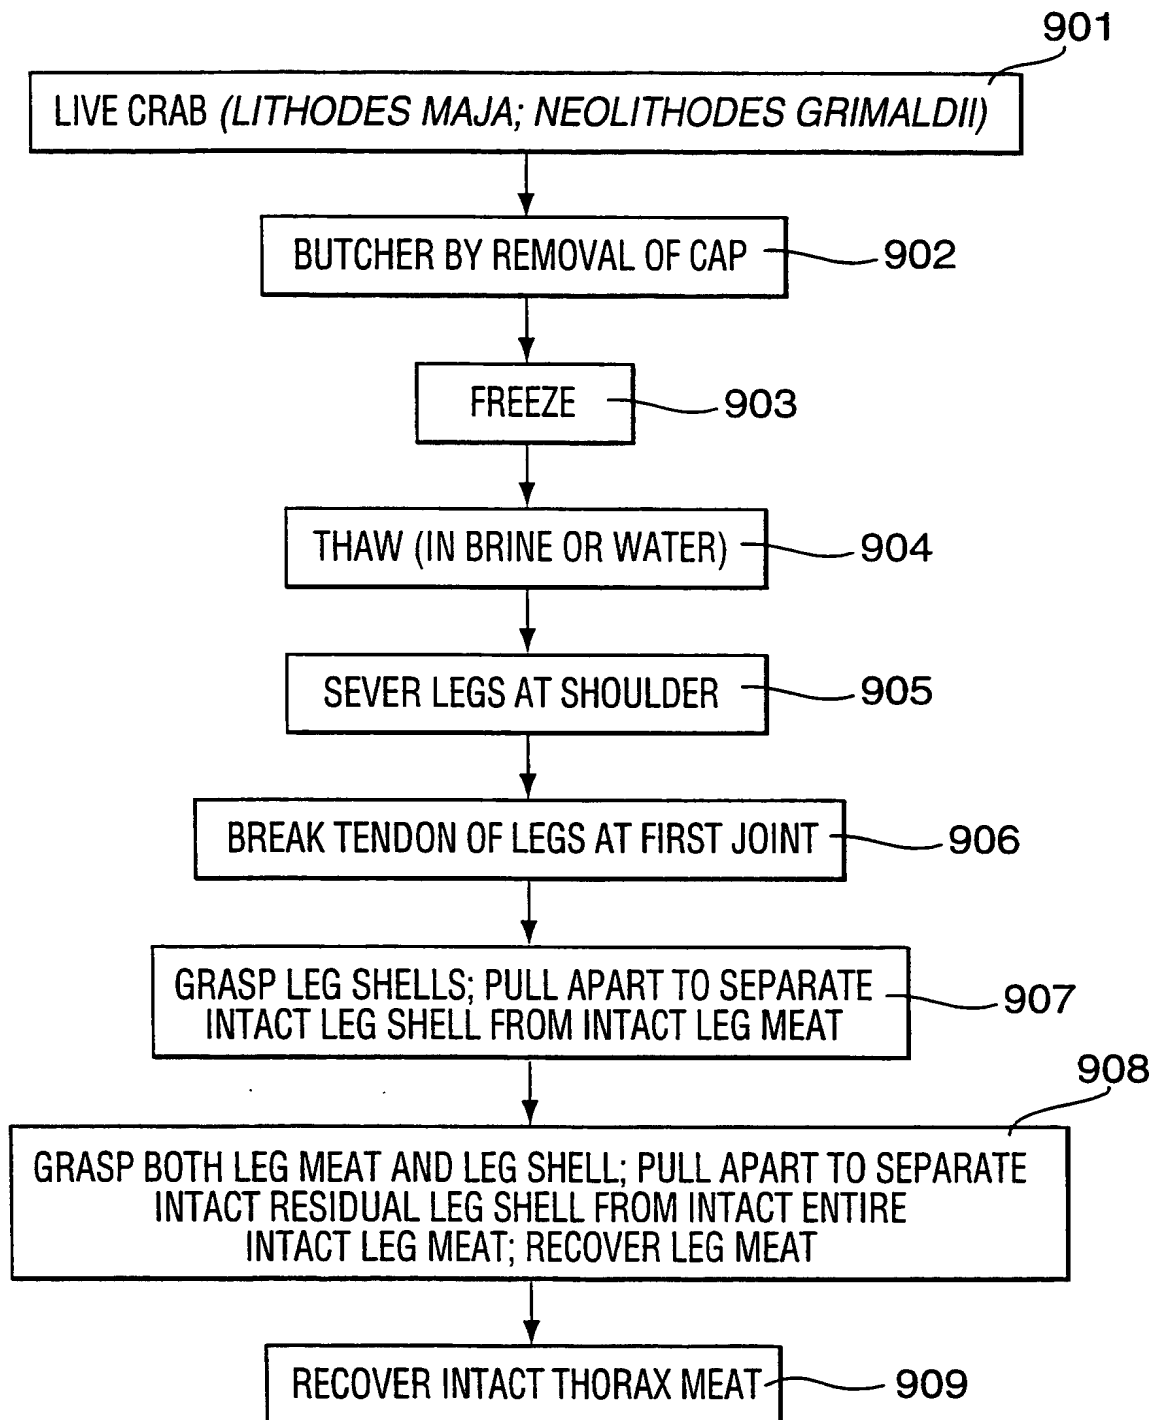 901
LIVE CRAB (LITHODES MAJA; NEOLITHODES GRIMALDII)
BUTCHER BY REMOVAL OF CAP
902
FREEZE
903
THAW (IN BRINE OR WATER)
904
SEVER LEGS AT SHOULDER
905
BREAK TENDON OF LEGS AT FIRST JOINT
906
GRASP LEG SHELLS; PULL APART TO SEPARATE
INTACT LEG SHELL FROM INTACT LEG MEAT
907
908
GRASP BOTH LEG MEAT AND LEG SHELL; PULL APART TO SEPARATE
INTACT RESIDUAL LEG SHELL FROM INTACT ENTIRE
INTACT LEG MEAT; RECOVER LEG MEAT
RECOVER INTACT THORAX MEAT
909